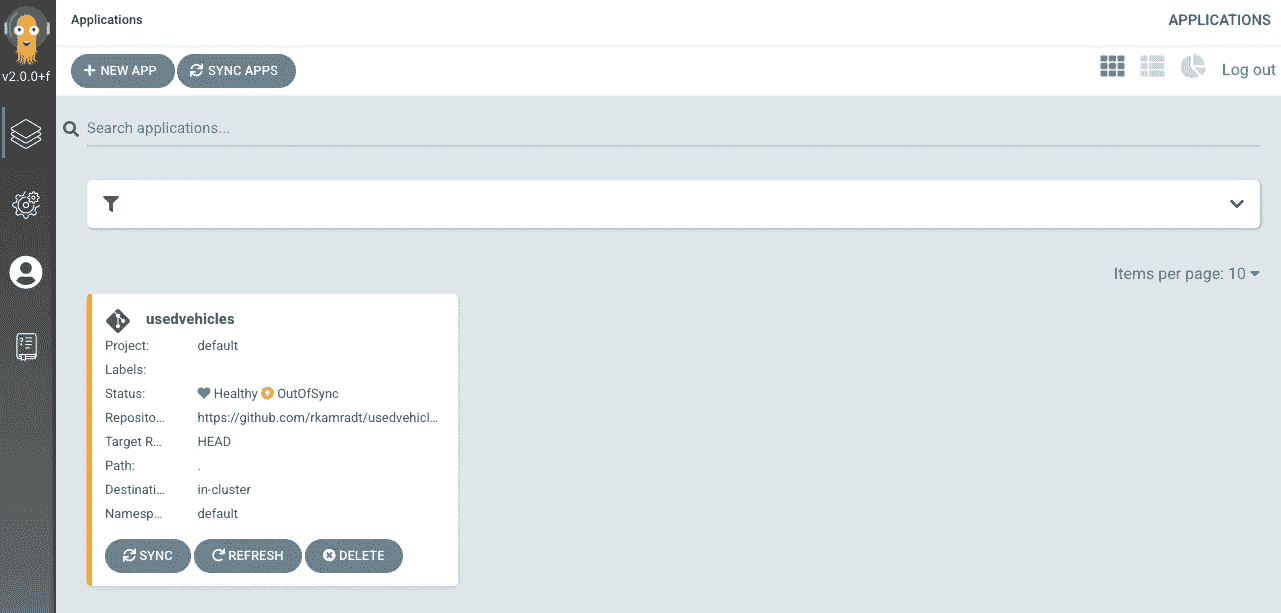 Applications
APPLICATIONS
v2.0.0+f
NEW APP
SYNC APPS
Log out
Search applications...
Items per page: 10
usedvehicles
Project: default
Labels:
Status: Healthy OutOfSync
Reposito... https://github.com/rkamradt/usedvehicl...
Target R... HEAD
Path: .
Destinati... in-cluster
Namesp... default
SYNC REFRESH DELETE